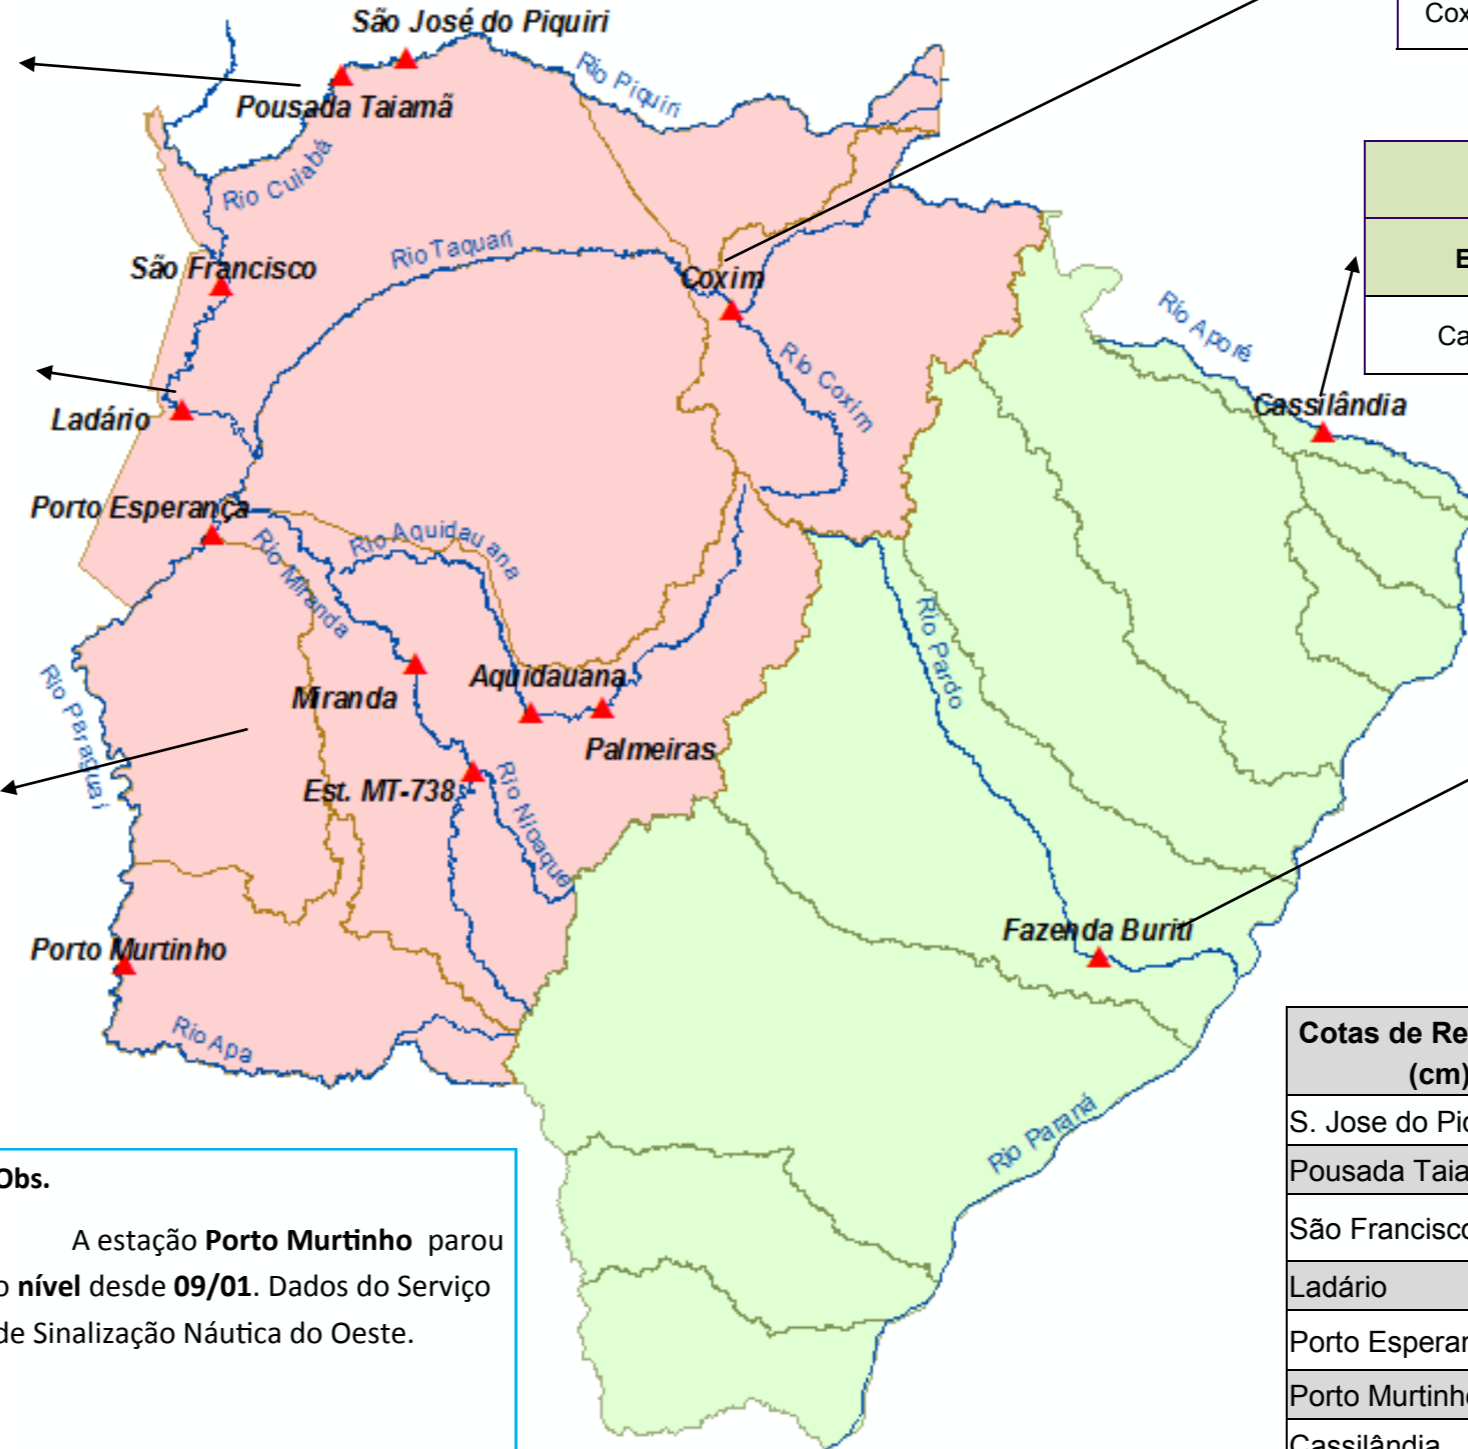 São José do Piquiri
Pousada Taiamã
Rio Piquiri
Rio Cuiabá
São Francisco
Rio Taquari
Coxim
Rio Coxim
Rio Aporé
Cassilândia
Ladário
Porto Esperança
Rio Miranda
Rio Aquidauana
Rio Pardo
Rio Paraguai
Miranda
Aquidauana
Palmeiras
Est. MT-738
Rio Nioaque
Porto Murtinho
Fazenda Buriti
Rio Apa
Rio Paraná
Cox
E
Ca
Obs.
A estação Porto Murtinho parou
o nível desde 09/01. Dados do Serviço
de Sinalização Náutica do Oeste.
Cotas de Re
(cm)
S. Jose do Pi
Pousada Taia
São Francisco
Ladário
Porto Espera
Porto Murtinh
Cassilândia